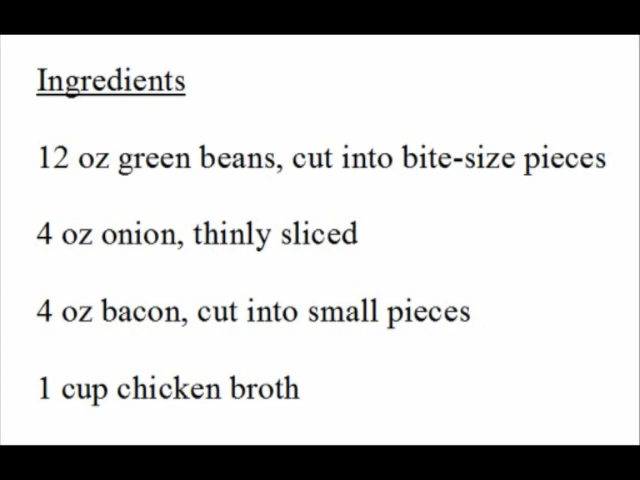 Ingredients
12 oz green beans, cut into bite-size pieces
4 oz onion, thinly sliced
4 oz bacon, cut into small pieces
1 cup chicken broth